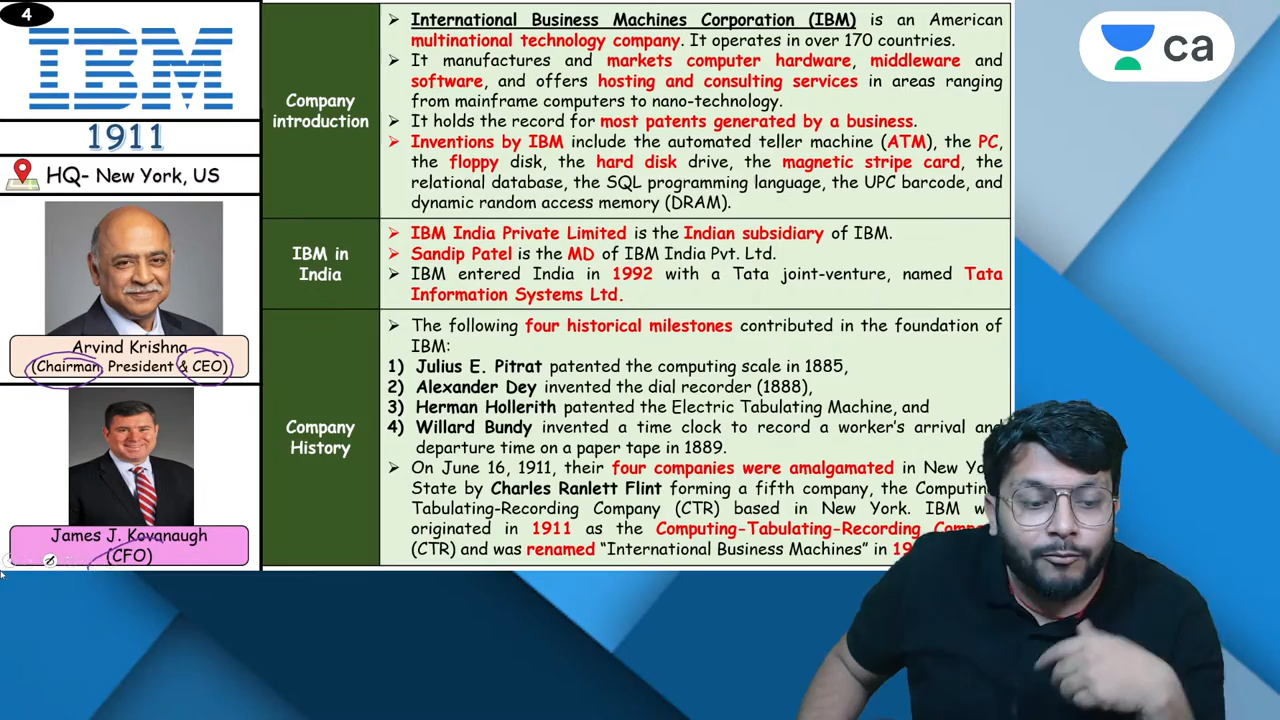 4
IBM
1911
HQ- New York, US
Arvind Krishna
(Chairman, President & CEO)
James J. Kovanaugh
(CFO)
Company
introduction
➢ International Business Machines Corporation (IBM) is an American
multinational technology company. It operates in over 170 countries.
➢ It manufactures and markets computer hardware, middleware and
software, and offers hosting and consulting services in areas ranging
from mainframe computers to nano-technology.
➢ It holds the record for most patents generated by a business.
➢ Inventions by IBM include the automated teller machine (ATM), the PC,
the floppy disk, the hard disk drive, the magnetic stripe card, the
relational database, the SQL programming language, the UPC barcode, and
dynamic random access memory (DRAM).
IBM in
India
➢ IBM India Private Limited is the Indian subsidiary of IBM.
➢ Sandip Patel is the MD of IBM India Pvt. Ltd.
➢ IBM entered India in 1992 with a Tata joint-venture, named Tata
Information Systems Ltd.
Company
History
➢ The following four historical milestones contributed in the foundation of
IBM:
1) Julius E. Pitrat patented the computing scale in 1885,
2) Alexander Dey invented the dial recorder (1888),
3) Herman Hollerith patented the Electric Tabulating Machine, and
4) Willard Bundy invented a time clock to record a worker's arrival and
departure time on a paper tape in 1889.
➢ On June 16, 1911, their four companies were amalgamated in New
State by Charles Ranlett Flint forming a fifth company, the
Tabulating-Recording Company (CTR) based in New York. IBM
originated in 1911 as the Computing-Tabulating-Recording
(CTR) and was renamed “International Business Machines” in
ca